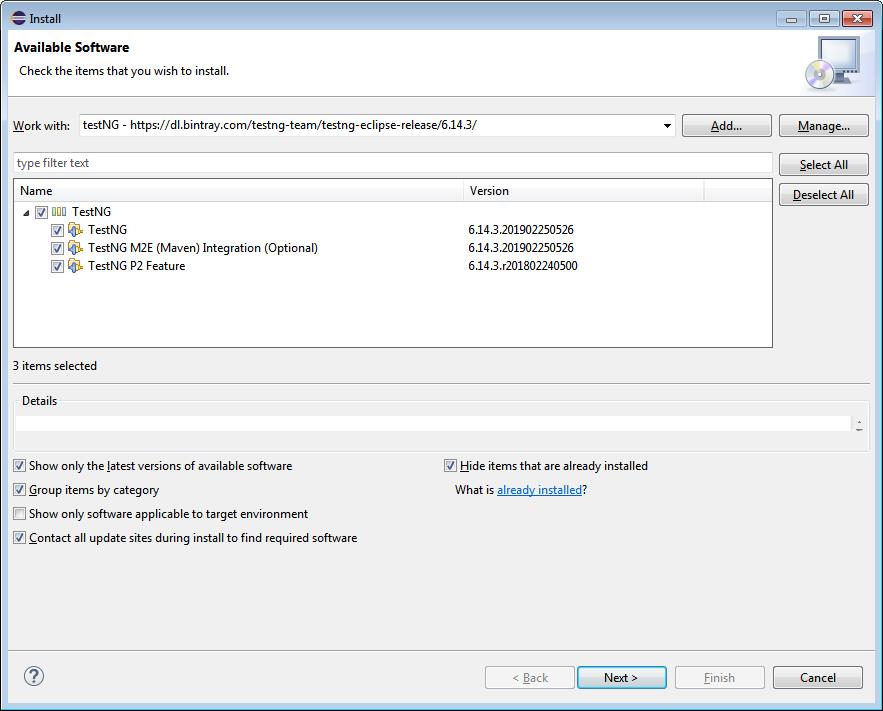 Install
Available Software
Check the items that you wish to install.
Work with: testNG - https://dl.bintray.com/testng-team/testng-eclipse-release/6.14.3/ Add... Manage...
type filter text Select All
Name Version Deselect All
TestNG
TestNG 6.14.3.201902250526
TestNG M2E (Maven) Integration (Optional) 6.14.3.201902250526
TestNG P2 Feature 6.14.3.r201802240500
3 items selected
Details
Show only the latest versions of available software Hide items that are already installed
Group items by category What is already installed?
Show only software applicable to target environment
Contact all update sites during install to find required software
? < Back Next > Finish Cancel